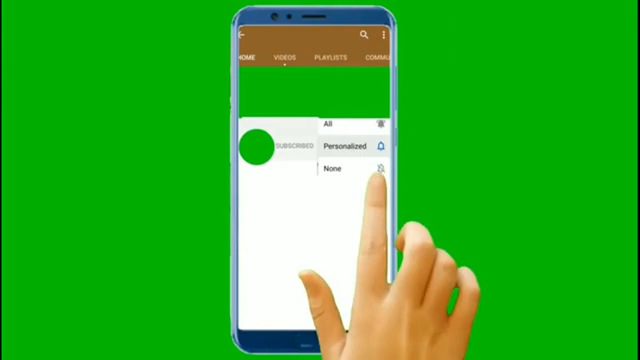 HOME VIDEOS PLAYLISTS COMMU
All
SUBSCRIBED Personalized
None